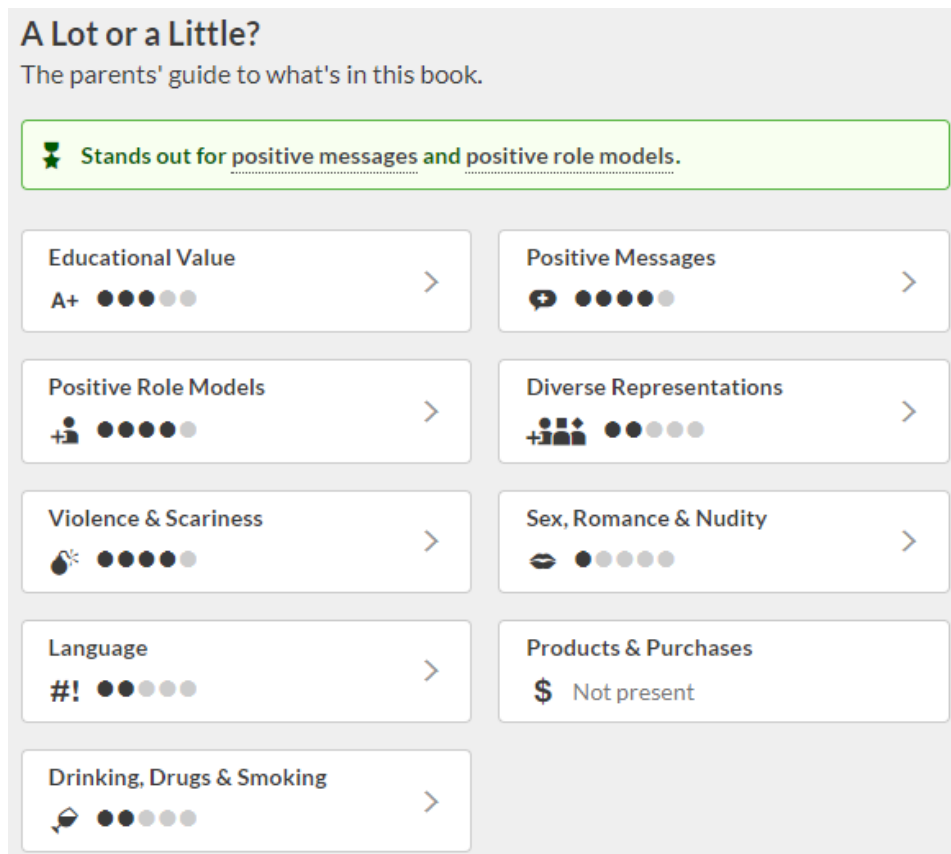 A Lot or a Little?
The parents' guide to what's in this book.
Stands out for positive messages and positive role models.
Educational Value
A+
Positive Messages
Positive Role Models
Diverse Representations
Violence & Scariness
Sex, Romance & Nudity
Language
#!
Products & Purchases
$ Not present
Drinking, Drugs & Smoking